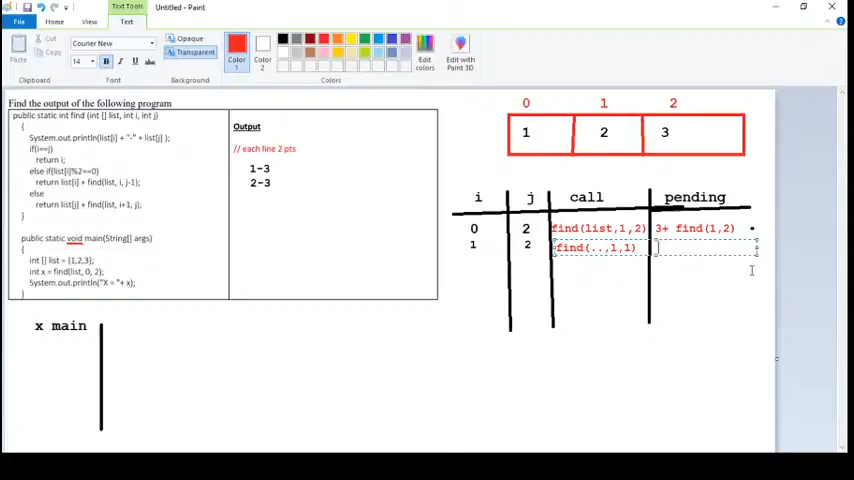 Text Tools
Untitled - Paint
File
Home
View
Text
Cut
Copy
Paste
Clipboard
Courier New
14
B
I
U
abc
Font
Opaque
Transparent
Background
Color
1
Color
2
Colors
Edit
colors
Edit with
Paint 3D
Find the output of the following program
public static int find (int [] list, int i, int j)
{
System.out.println(list[i] + "-" + list[j] );
if(i==j)
return i;
else if(list[i]%2==0)
return list[i] + find(list, i, j-1);
else
return list[j] + find(list, i+1, j);
}
public static void main(String[] args)
{
int [] list = {1,2,3};
int x = find(list, 0, 2);
System.out.println("X = "+ x);
}
Output
// each line 2 pts
1-3
2-3
0 1 2
1 2 3
i j call pending
0 2 find(list,1,2) 3+ find(1,2)
1 2 find(..,1,1)
x main